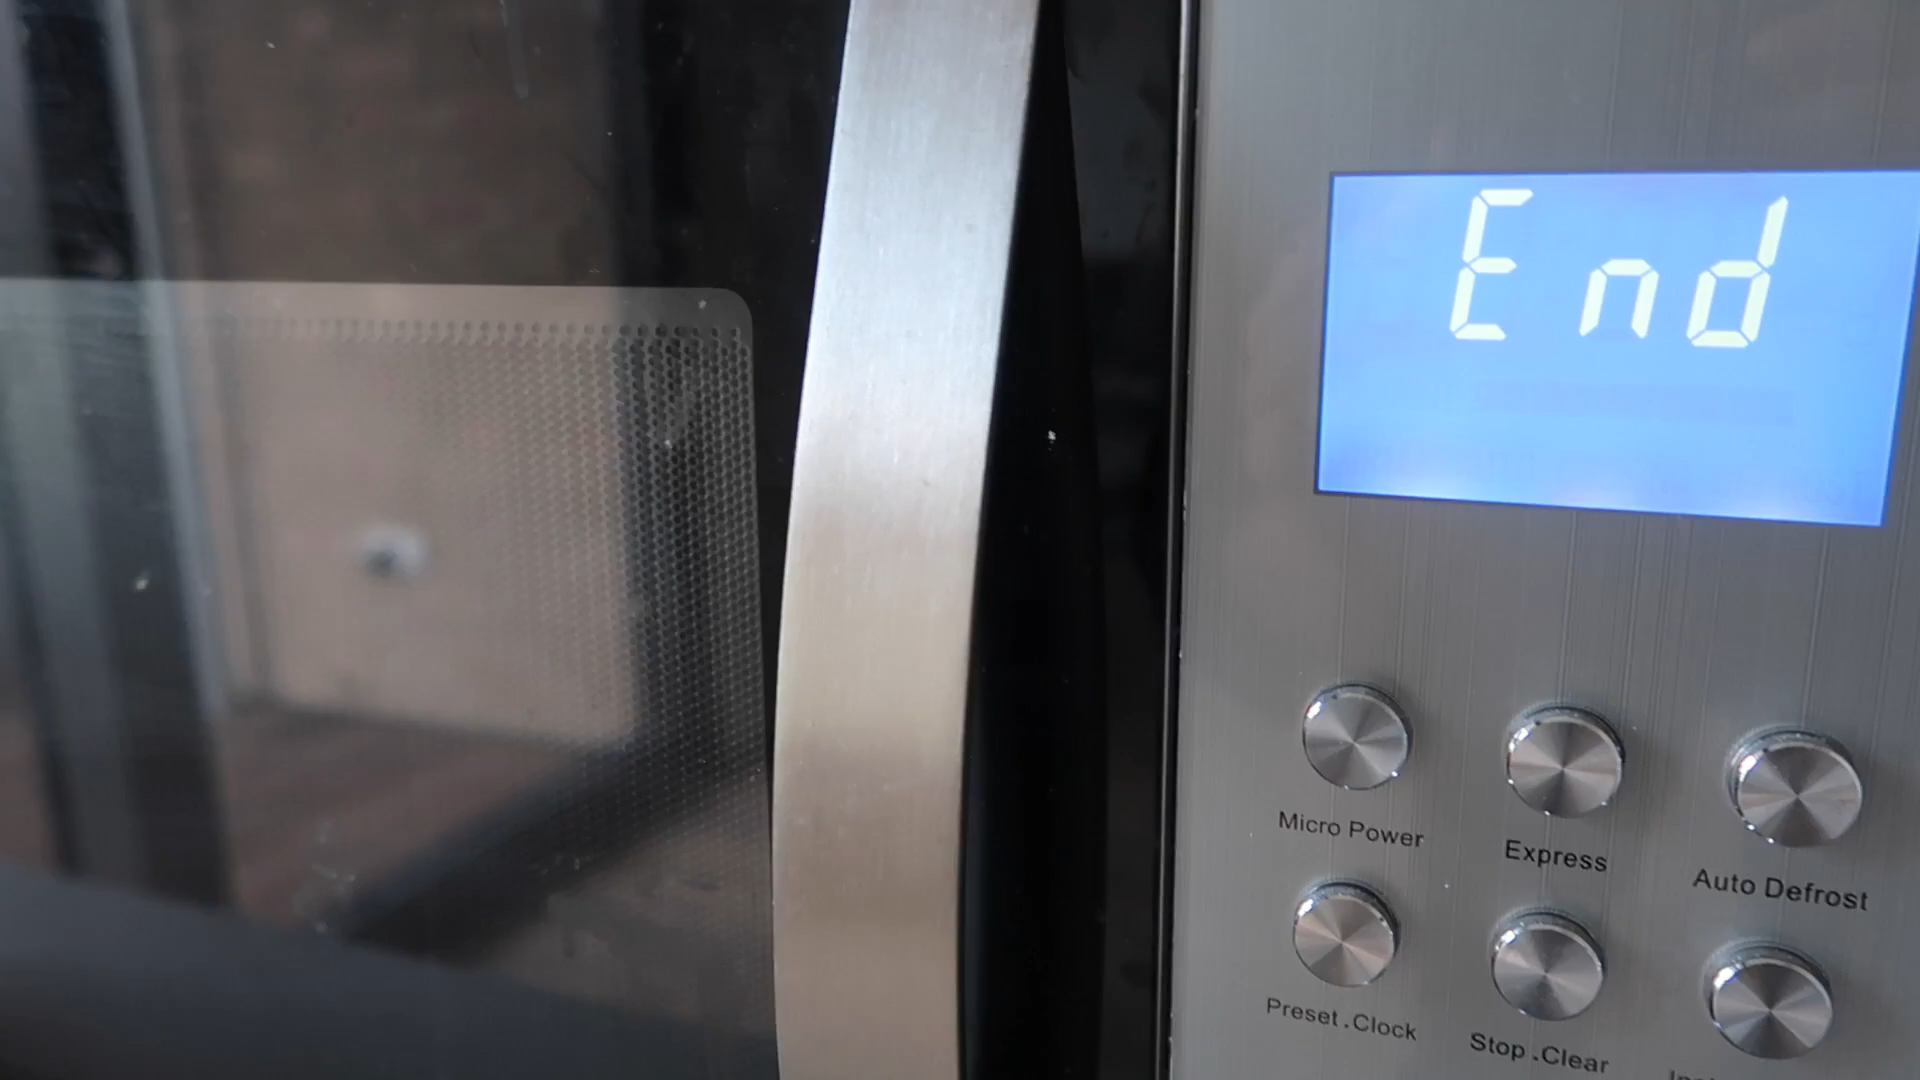 End
Micro Power
Express
Auto Defrost
Preset.Clock
Stop.Clear